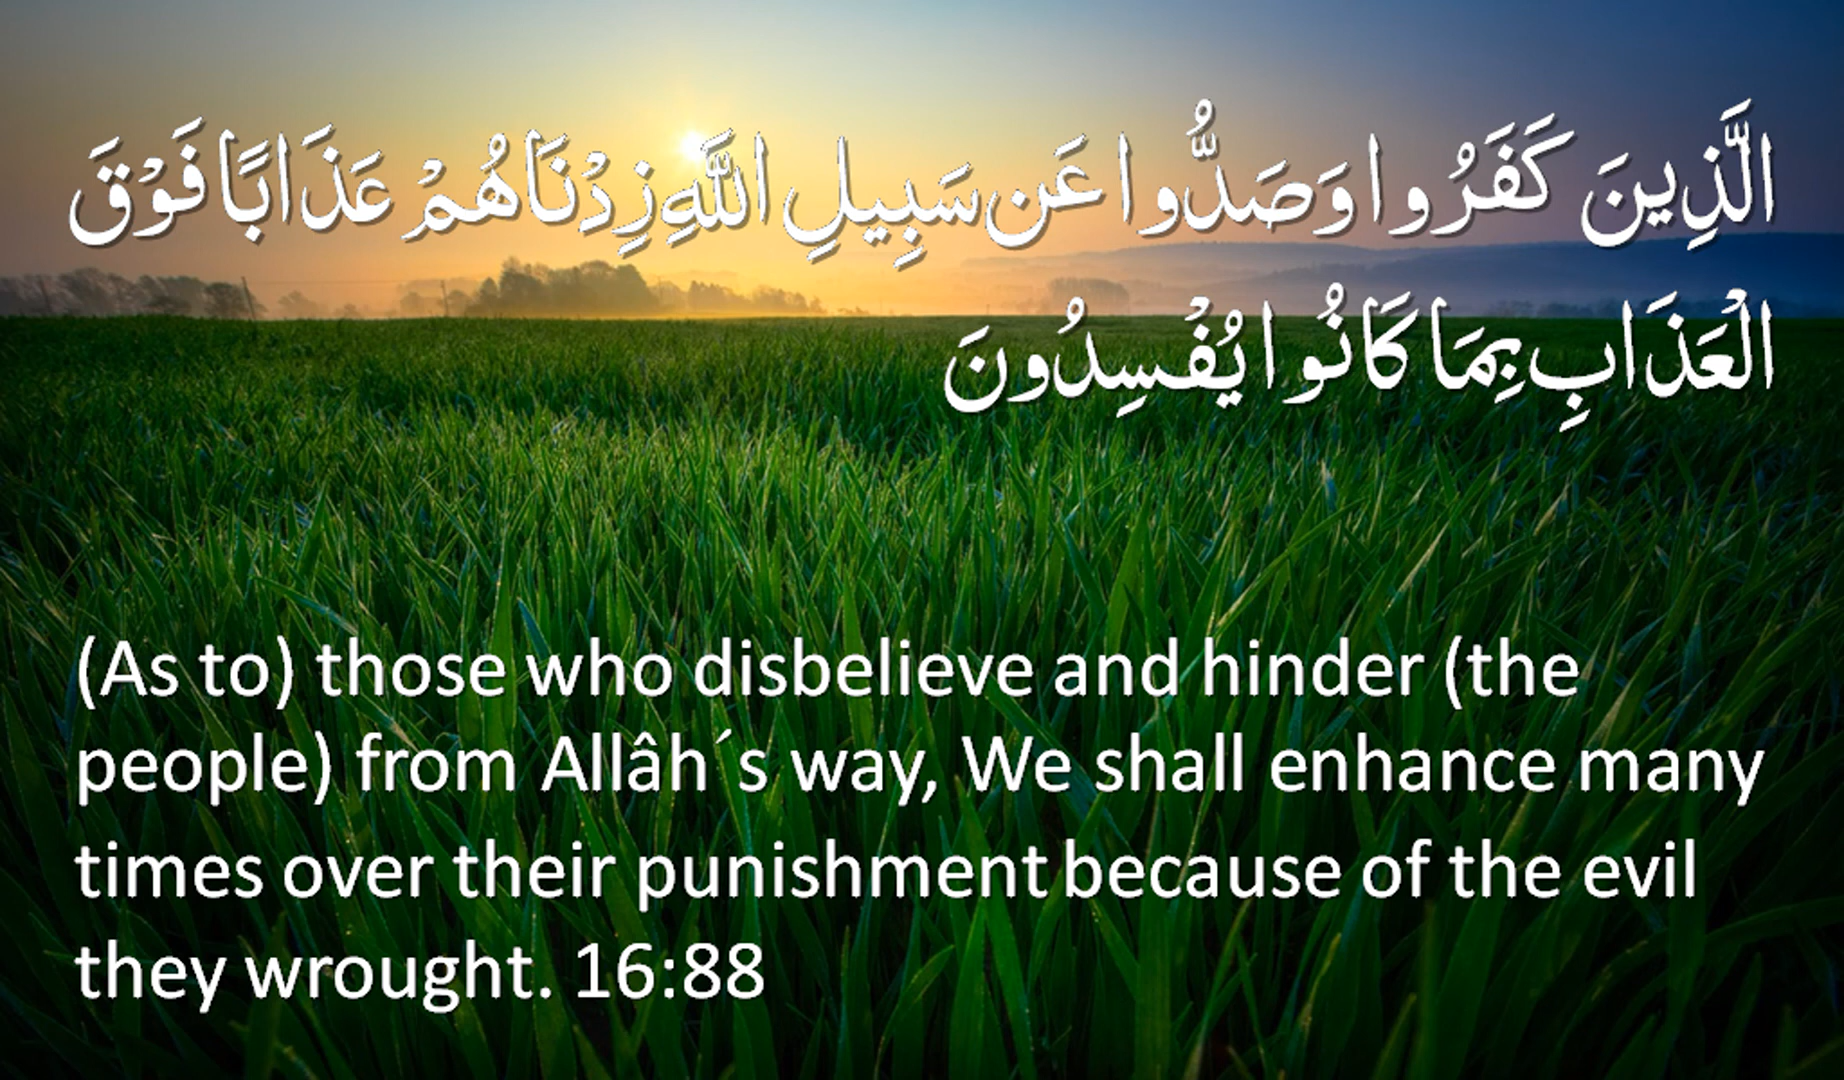 الَّذِينَ كَفَرُوا وَصَدُّوا عَن سَبِيلِ اللَّهِ زِدْنَاهُمْ عَذَابًا فَوْقَ
الْعَذَابِ بِمَا كَانُوا يُفْسِدُونَ
(As to) those who disbelieve and hinder (the
people) from Allâh´s way, We shall enhance many
times over their punishment because of the evil
they wrought. 16:88